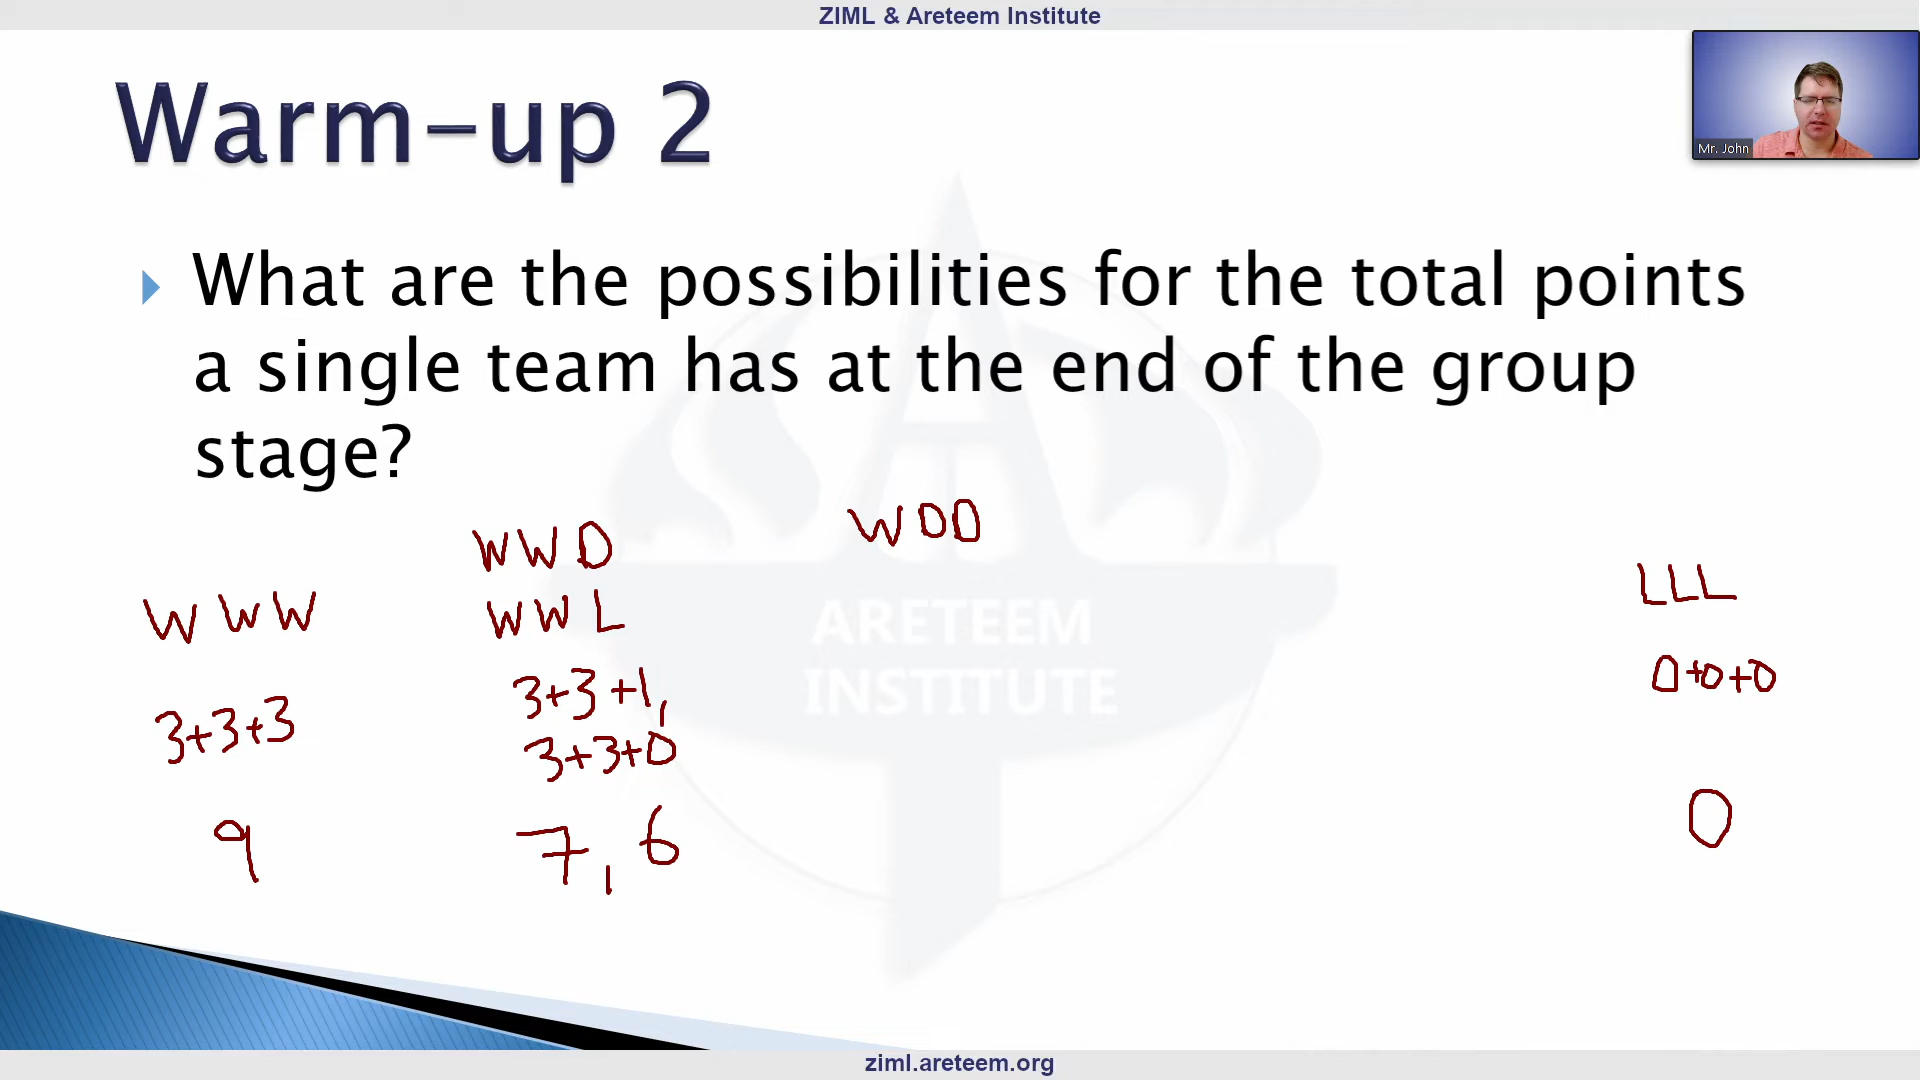 ZIML & Areteem Institute
Warm-up 2
Mr. John
What are the possibilities for the total points
a single team has at the end of the group
stage?
WWW
3+3+3
9
WWD
WWL
3+3+1,
3+3+0
7, 6
WDD
LLL
0+0+0
0
ARETEEM
INSTITUTE
ziml.areteem.org